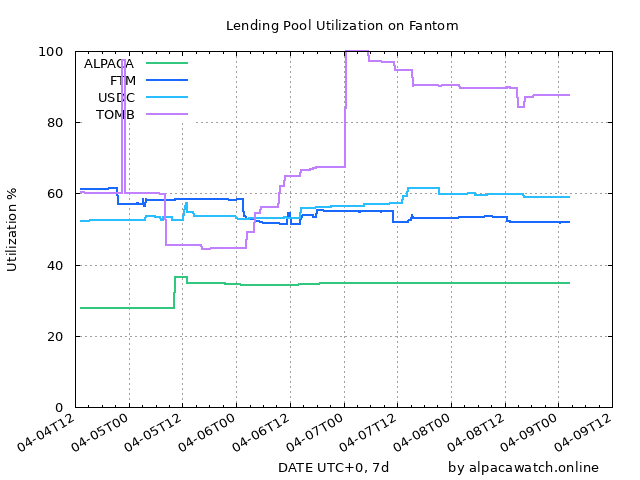 Lending Pool Utilization on Fantom
100
80
60
40
20
0
Utilization %
ALPACA
FTM
USDC
TOMB
04-04T12
04-05T00
04-05T12
04-06T00
04-06T12
04-07T00
04-07T12
04-08T00
04-08T12
04-09T00
04-09T12
DATE UTC+0, 7d by alpacawatch.online